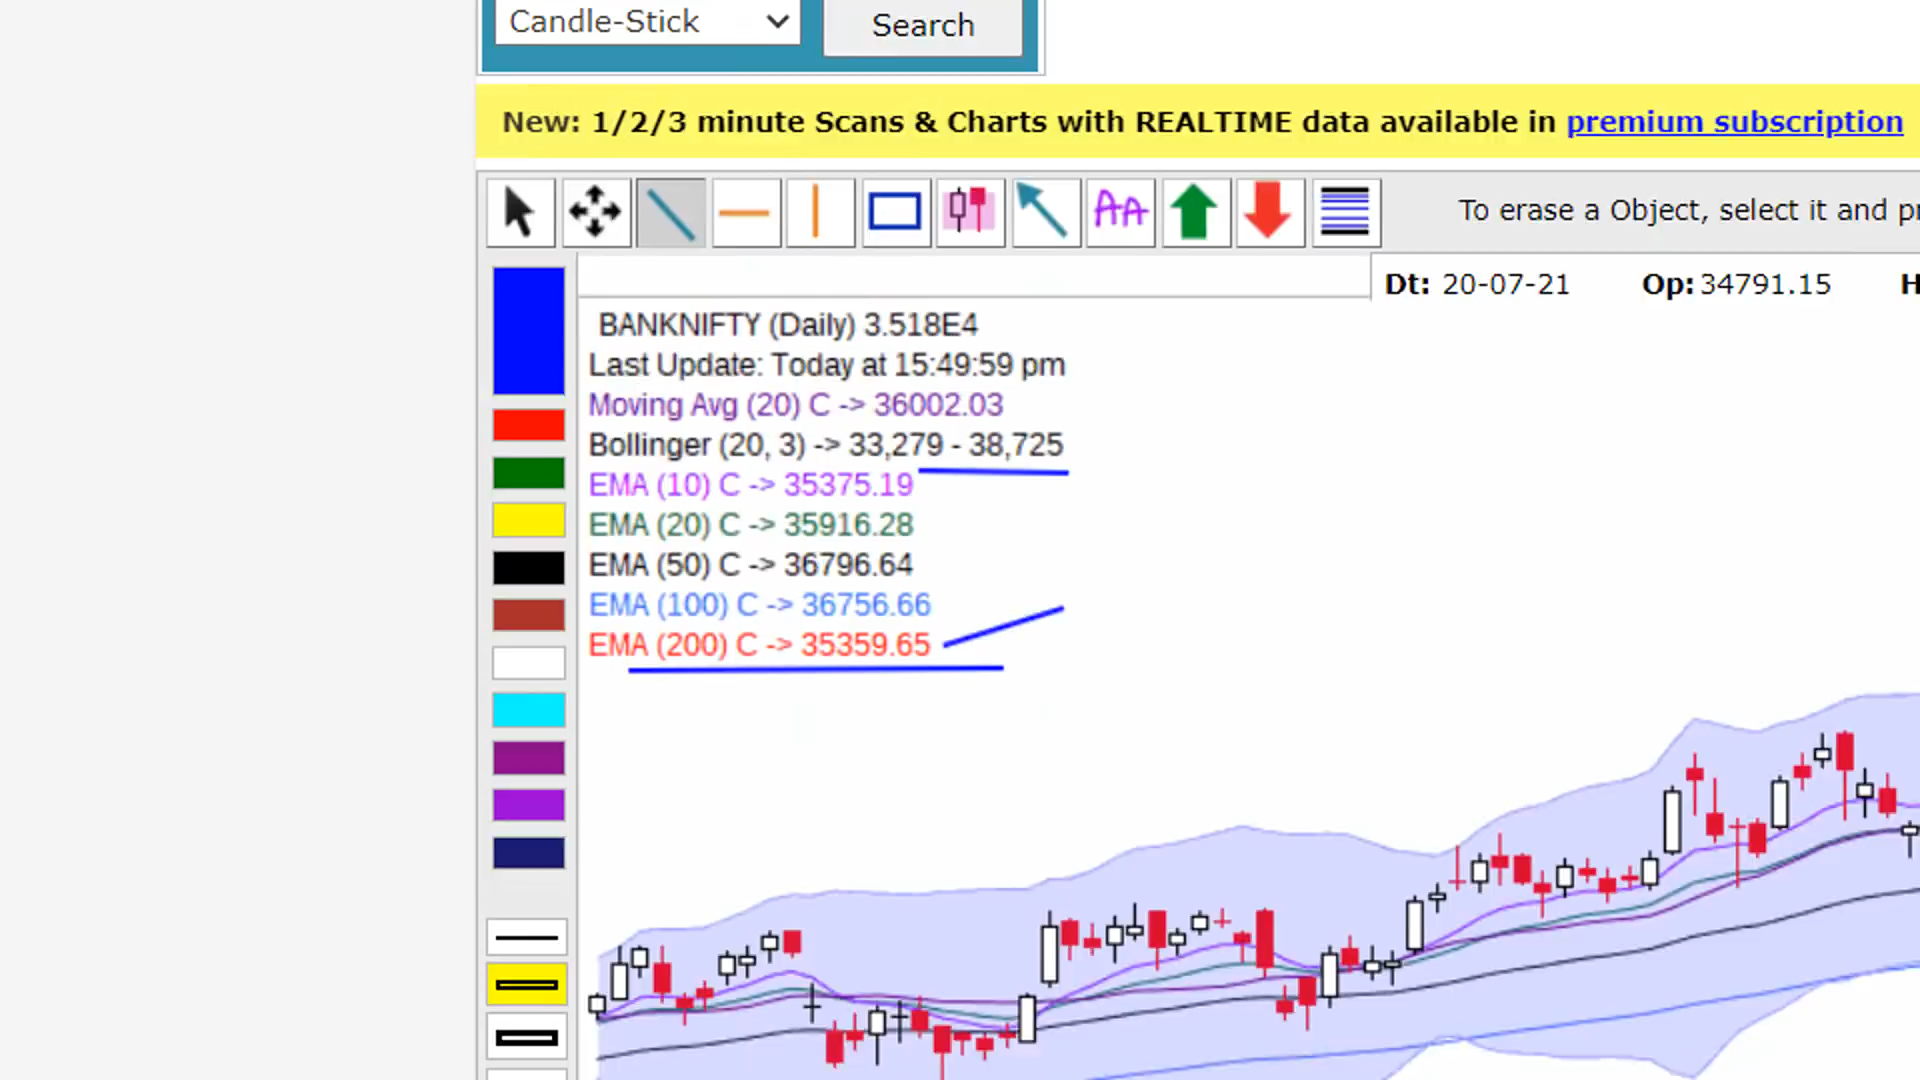 Candle-Stick
Search
New: 1/2/3 minute Scans & Charts with REALTIME data available in premium subscription
AA
To erase a Object, select it and
Dt: 20-07-21 Op: 34791.15 H
BANKNIFTY (Daily) 3.518E4
Last Update: Today at 15:49:59 pm
Moving Avg (20) C -> 36002.03
Bollinger (20, 3) -> 33,279 - 38,725
EMA (10) C -> 35375.19
EMA (20) C -> 35916.28
EMA (50) C -> 36796.64
EMA (100) C -> 36756.66
EMA (200) C -> 35359.65